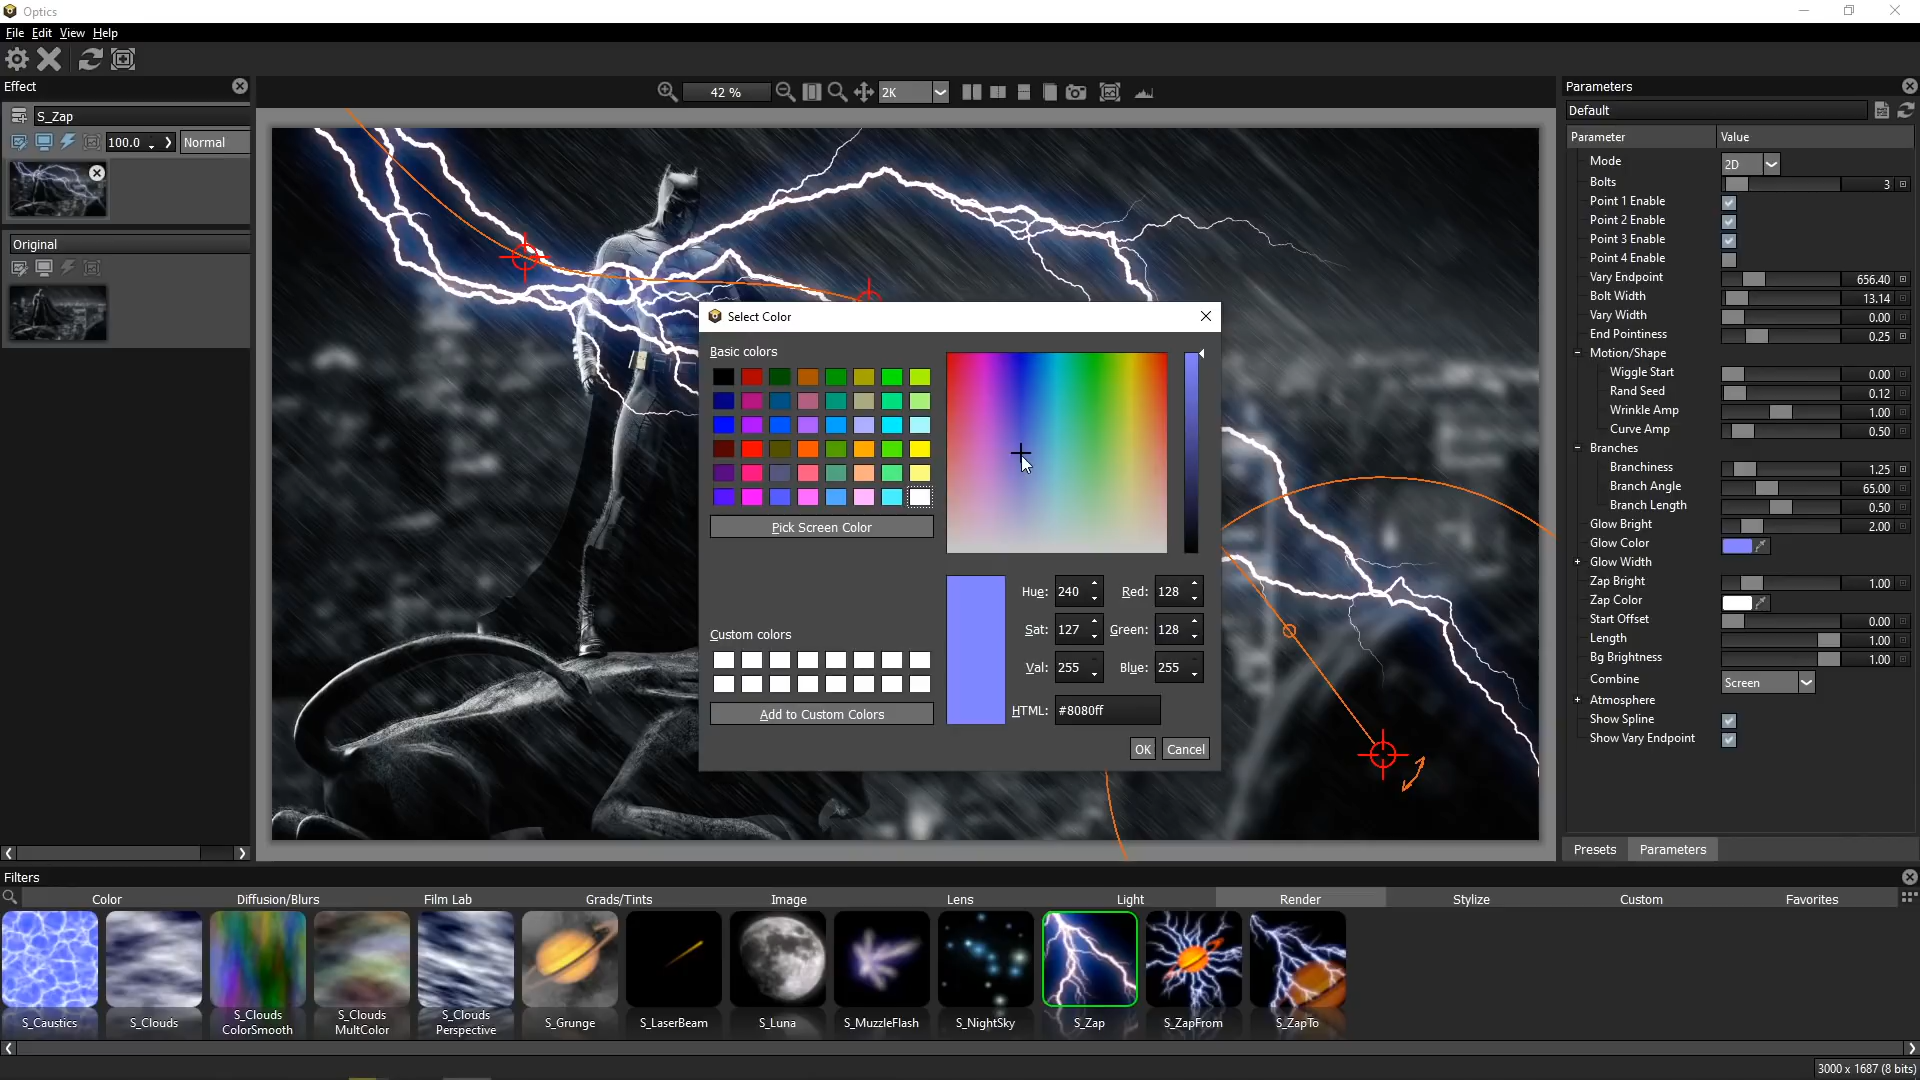 Optics
File Edit View Help
Effect
S_Zap
100.0 Normal
Original
42 %
2K
Select Color
Basic colors
Pick Screen Color
Custom colors
Add to Custom Colors
Hue: 240 Red: 128
Sat: 127 Green: 128
Val: 255 Blue: 255
HTML: #8080ff
OK Cancel
Parameters
Default
Parameter Value
Mode 2D
Bolts 3
Point 1 Enable
Point 2 Enable
Point 3 Enable
Point 4 Enable
Vary Endpoint 656.40
Bolt Width 13.14
Vary Width 0.00
End Pointiness 0.25
Motion/Shape
Wiggle Start 0.00
Rand Seed 0.12
Wrinkle Amp 1.00
Curve Amp 0.50
Branches
Branchiness 1.25
Branch Angle 65.00
Branch Length 0.50
Glow Bright 2.00
Glow Color
Glow Width
Zap Bright 1.00
Zap Color
Start Offset 0.00
Length 1.00
Bg Brightness 1.00
Combine Screen
Atmosphere
Show Spline
Show Vary Endpoint
Presets Parameters
Filters
Color Diffusion/Blurs Film Lab Grads/Tints Image Lens Light Render Stylize Custom Favorites
S_Caustics S_Clouds S_Clouds ColorSmooth S_Clouds MultColor S_Clouds Perspective S_Grunge S_LaserBeam S_Luna S_MuzzleFlash S_NightSky S_Zap S_ZapFrom S_ZapTo
3000 x 1687 (8 bits)